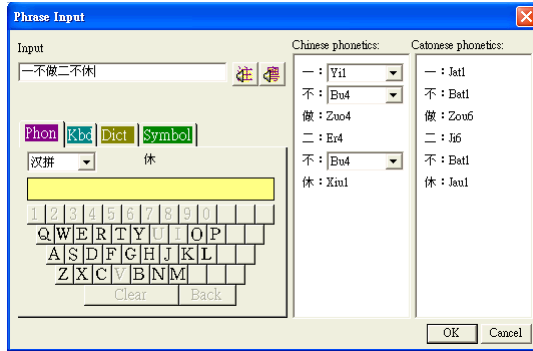 Phrase Input
Input
一不做二不休
注 粵
Phon Kbd Dict Symbol
汉拼 休
1 2 3 4 5 6 7 8 9 0
Q W E R T Y U I O P
A S D F G H J K L
Z X C V B N M
Clear Back
Chinese phonetics:
一：Yi1
不：Bu4
做：Zuo4
二：Er4
不：Bu4
休：Xiu1
Catonese phonetics:
一：Jat1
不：Bat1
做：Zou6
二：Ji6
不：Bat1
休：Jau1
OK Cancel